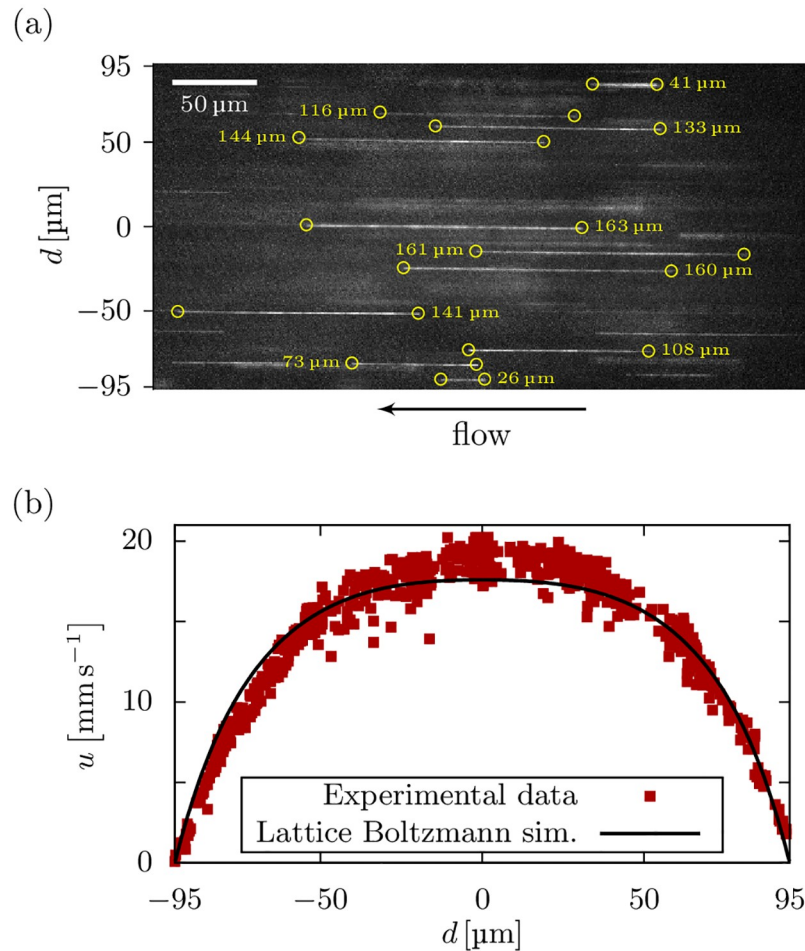 (a)
95
50
0
−50
−95
d [µm]
50 µm
41 µm
116 µm
133 µm
144 µm
163 µm
161 µm
160 µm
141 µm
108 µm
73 µm
26 µm
flow
(b)
20
10
0
u [mm s⁻¹]
Experimental data
Lattice Boltzmann sim.
−95 −50 0 50 95
d [µm]